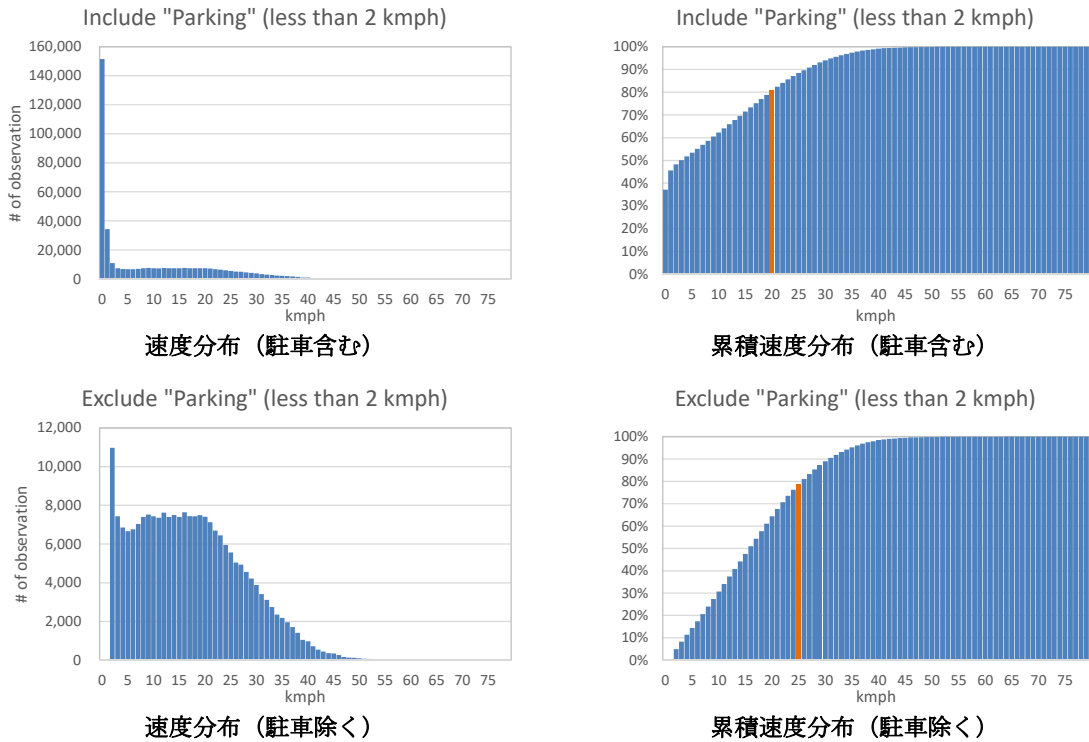 Include "Parking" (less than 2 kmph)
160,000
140,000
120,000
100,000
80,000
60,000
40,000
20,000
0
# of observation
0 5 10 15 20 25 30 35 40 45 50 55 60 65 70 75
kmph
速度分布（駐車含む）
Include "Parking" (less than 2 kmph)
100%
90%
80%
70%
60%
50%
40%
30%
20%
10%
0%
0 5 10 15 20 25 30 35 40 45 50 55 60 65 70 75
kmph
累積速度分布（駐車含む）
Exclude "Parking" (less than 2 kmph)
12,000
10,000
8,000
6,000
4,000
2,000
0
# of observation
0 5 10 15 20 25 30 35 40 45 50 55 60 65 70 75
kmph
速度分布（駐車除く）
Exclude "Parking" (less than 2 kmph)
100%
90%
80%
70%
60%
50%
40%
30%
20%
10%
0%
0 5 10 15 20 25 30 35 40 45 50 55 60 65 70 75
kmph
累積速度分布（駐車除く）